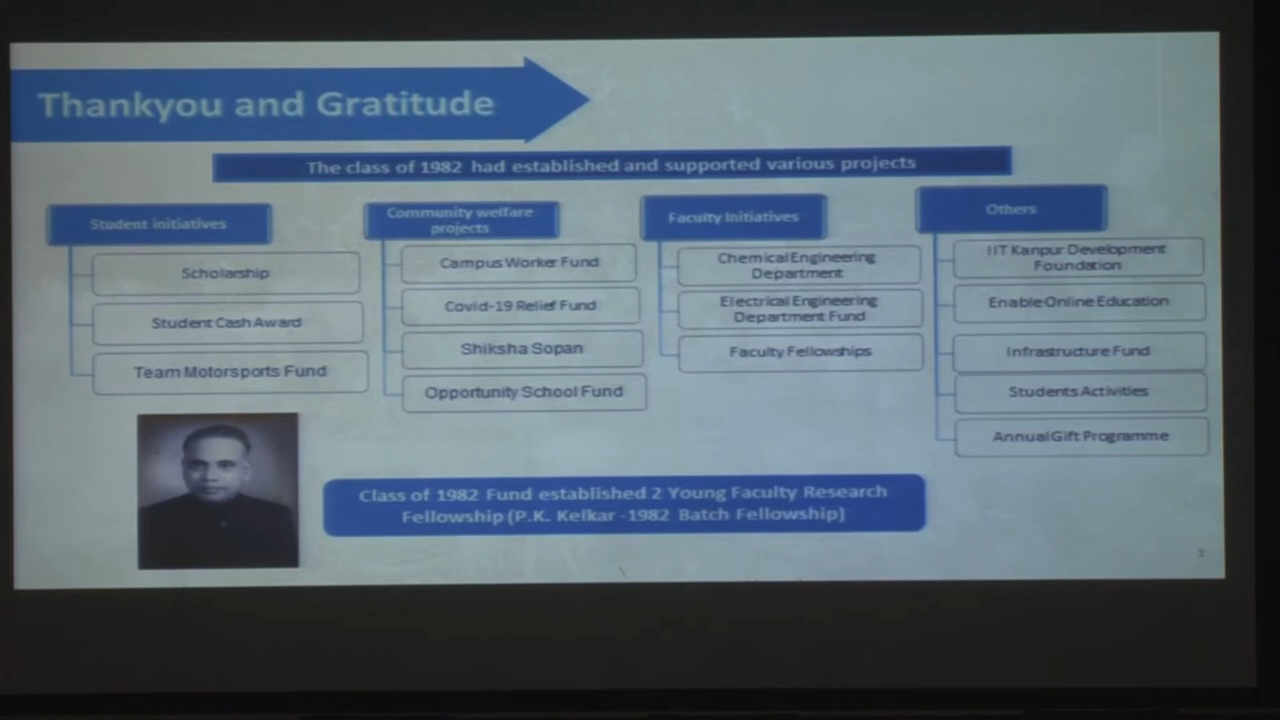 Thankyou and Gratitude
The class of 1982 had established and supported various projects
Student initiatives
Scholarship
Student Cash Award
Team Motorsports Fund
Community welfare
projects
Campus Worker Fund
Covid-19 Relief Fund
Shiksha Sopan
Opportunity School Fund
Faculty Initiatives
Chemical Engineering
Department
Electrical Engineering
Department Fund
Faculty Fellowships
Others
IIT Kanpur Development
Foundation
Enable Online Education
Infrastructure Fund
Students Activities
Annual Gift Programme
Class of 1982 Fund established 2 Young Faculty Research
Fellowship (P.K. Kelkar -1982 Batch Fellowship)
3